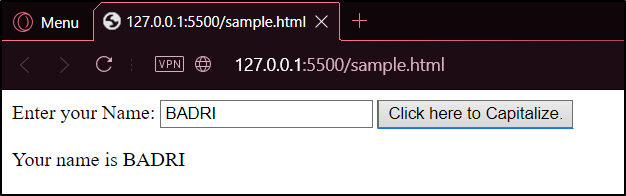 Menu 127.0.0.1:5500/sample.html
VPN 127.0.0.1:5500/sample.html
Enter your Name: BADRI Click here to Capitalize.
Your name is BADRI